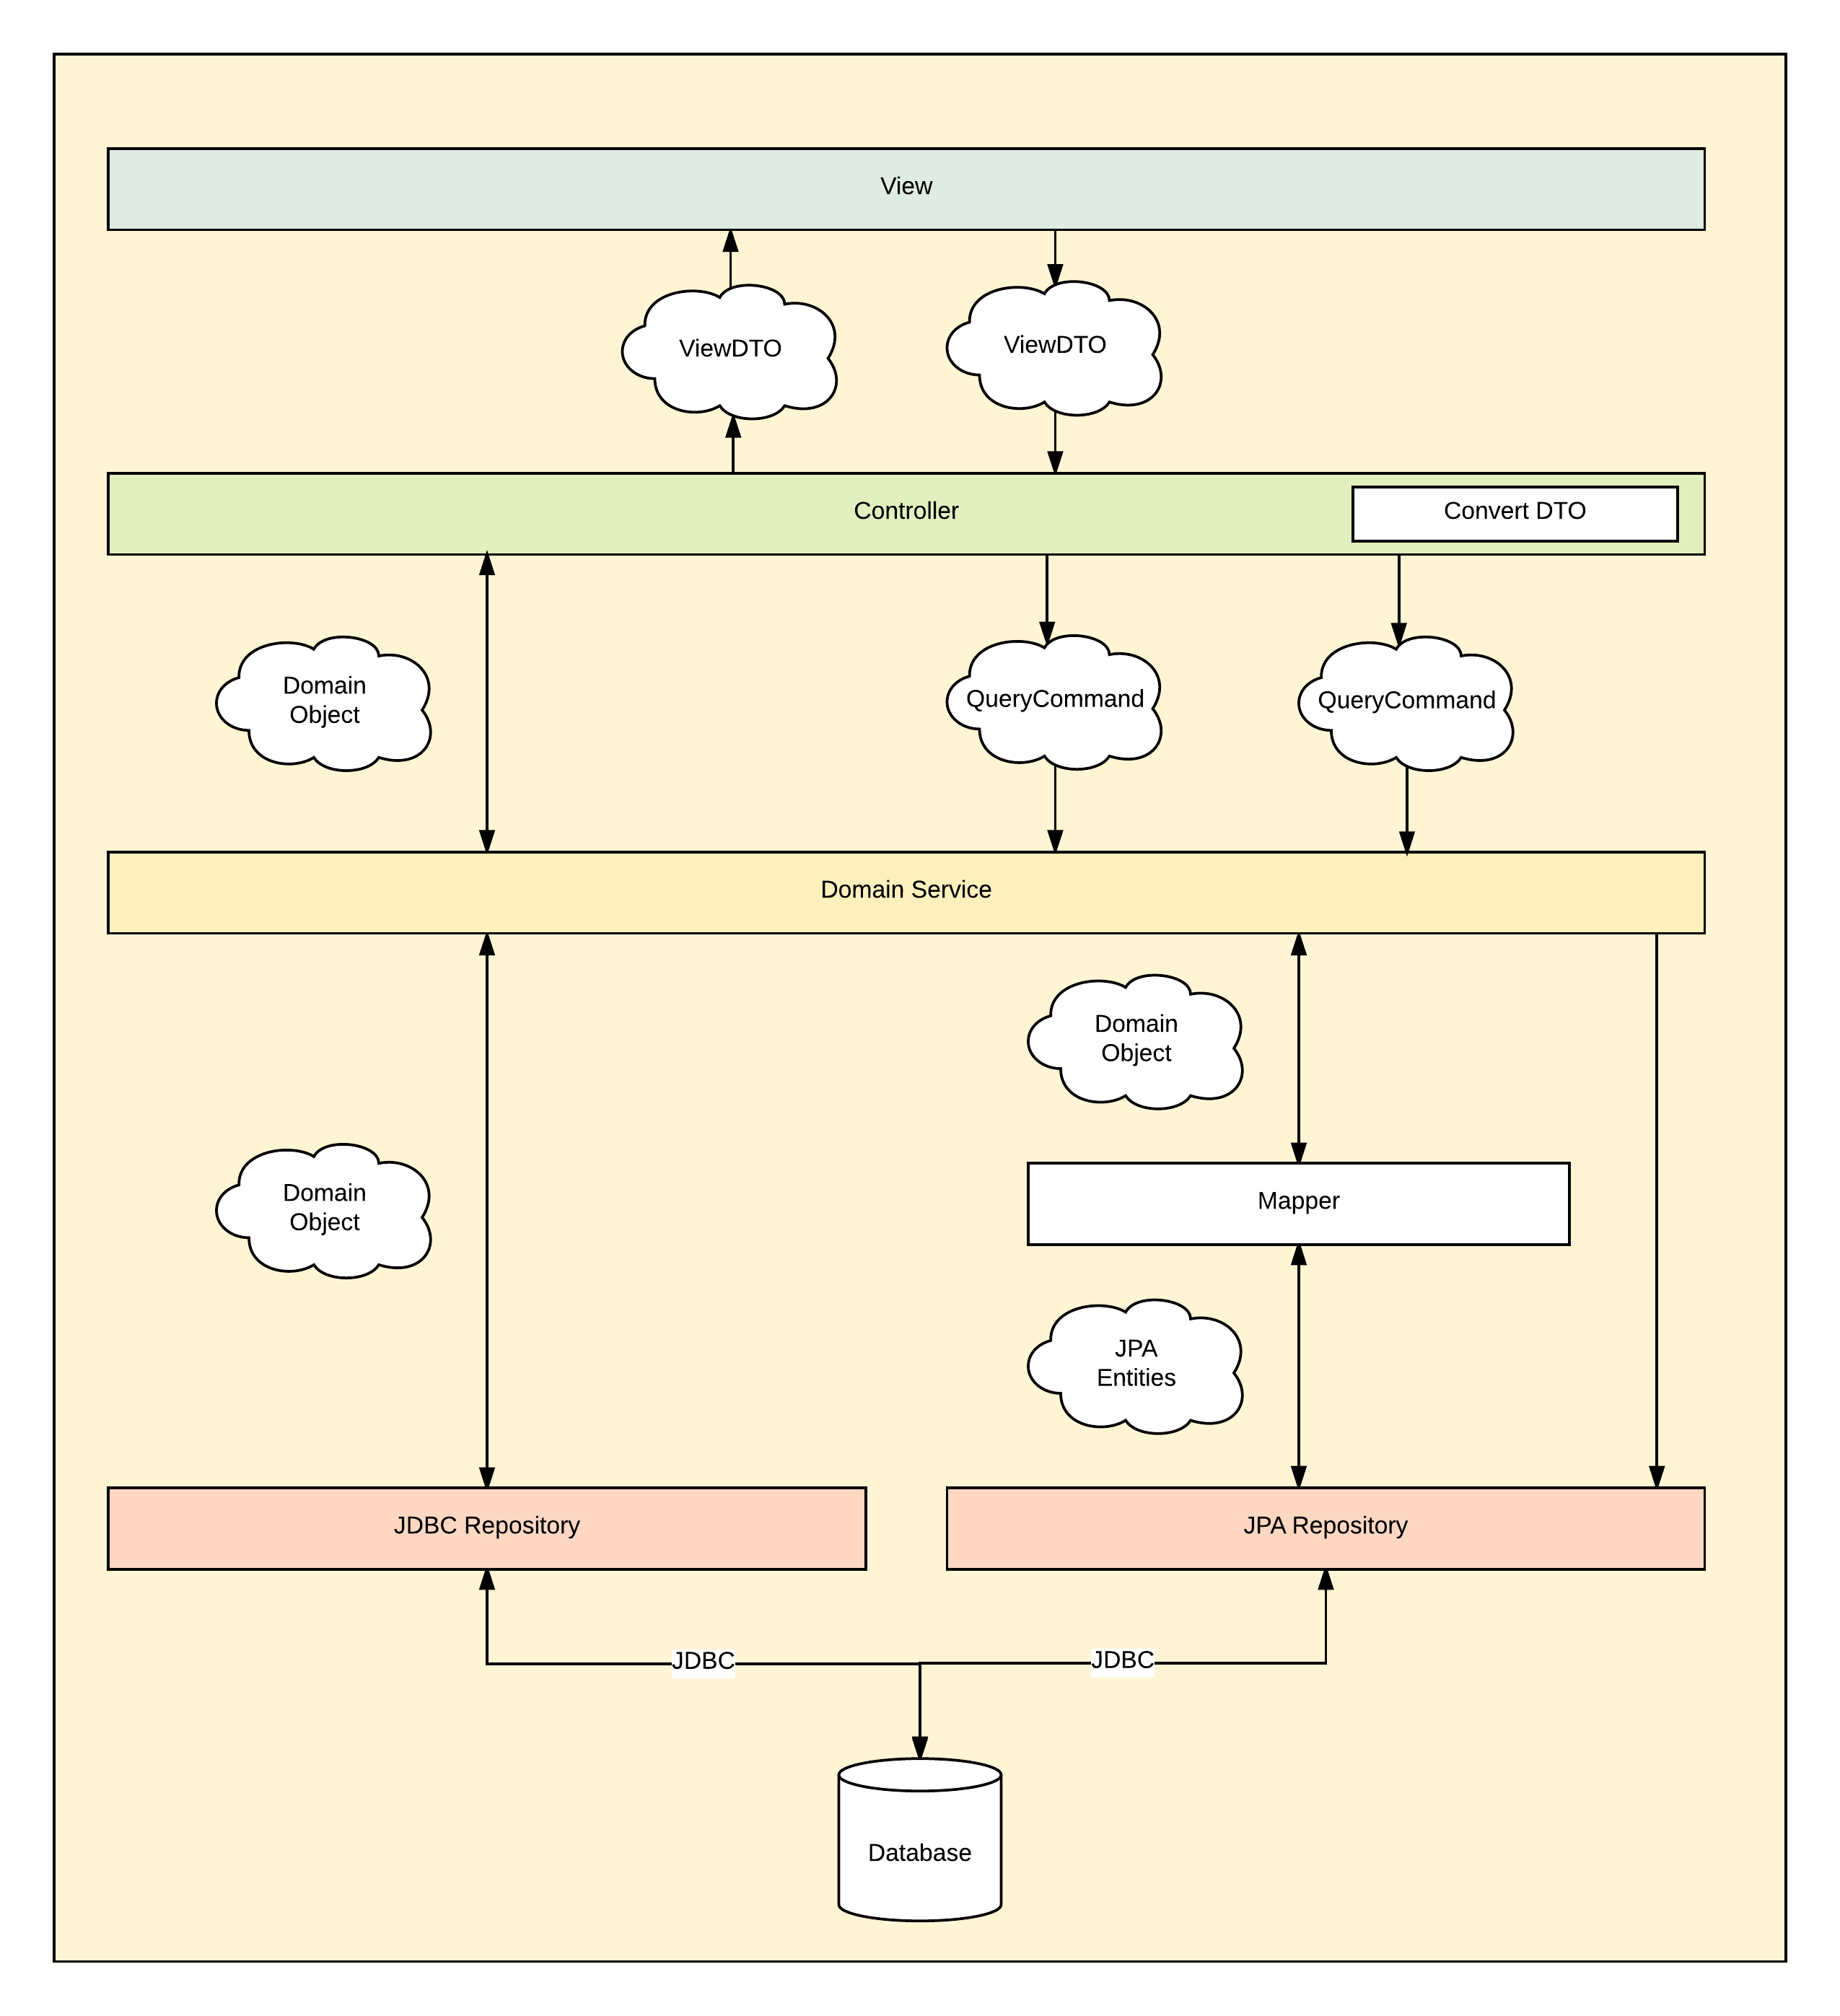 View
ViewDTO
ViewDTO
Controller
Convert DTO
Domain
Object
QueryCommand
QueryCommand
Domain Service
Domain
Object
Domain
Object
Mapper
JPA
Entities
JDBC Repository
JPA Repository
JDBC
JDBC
Database